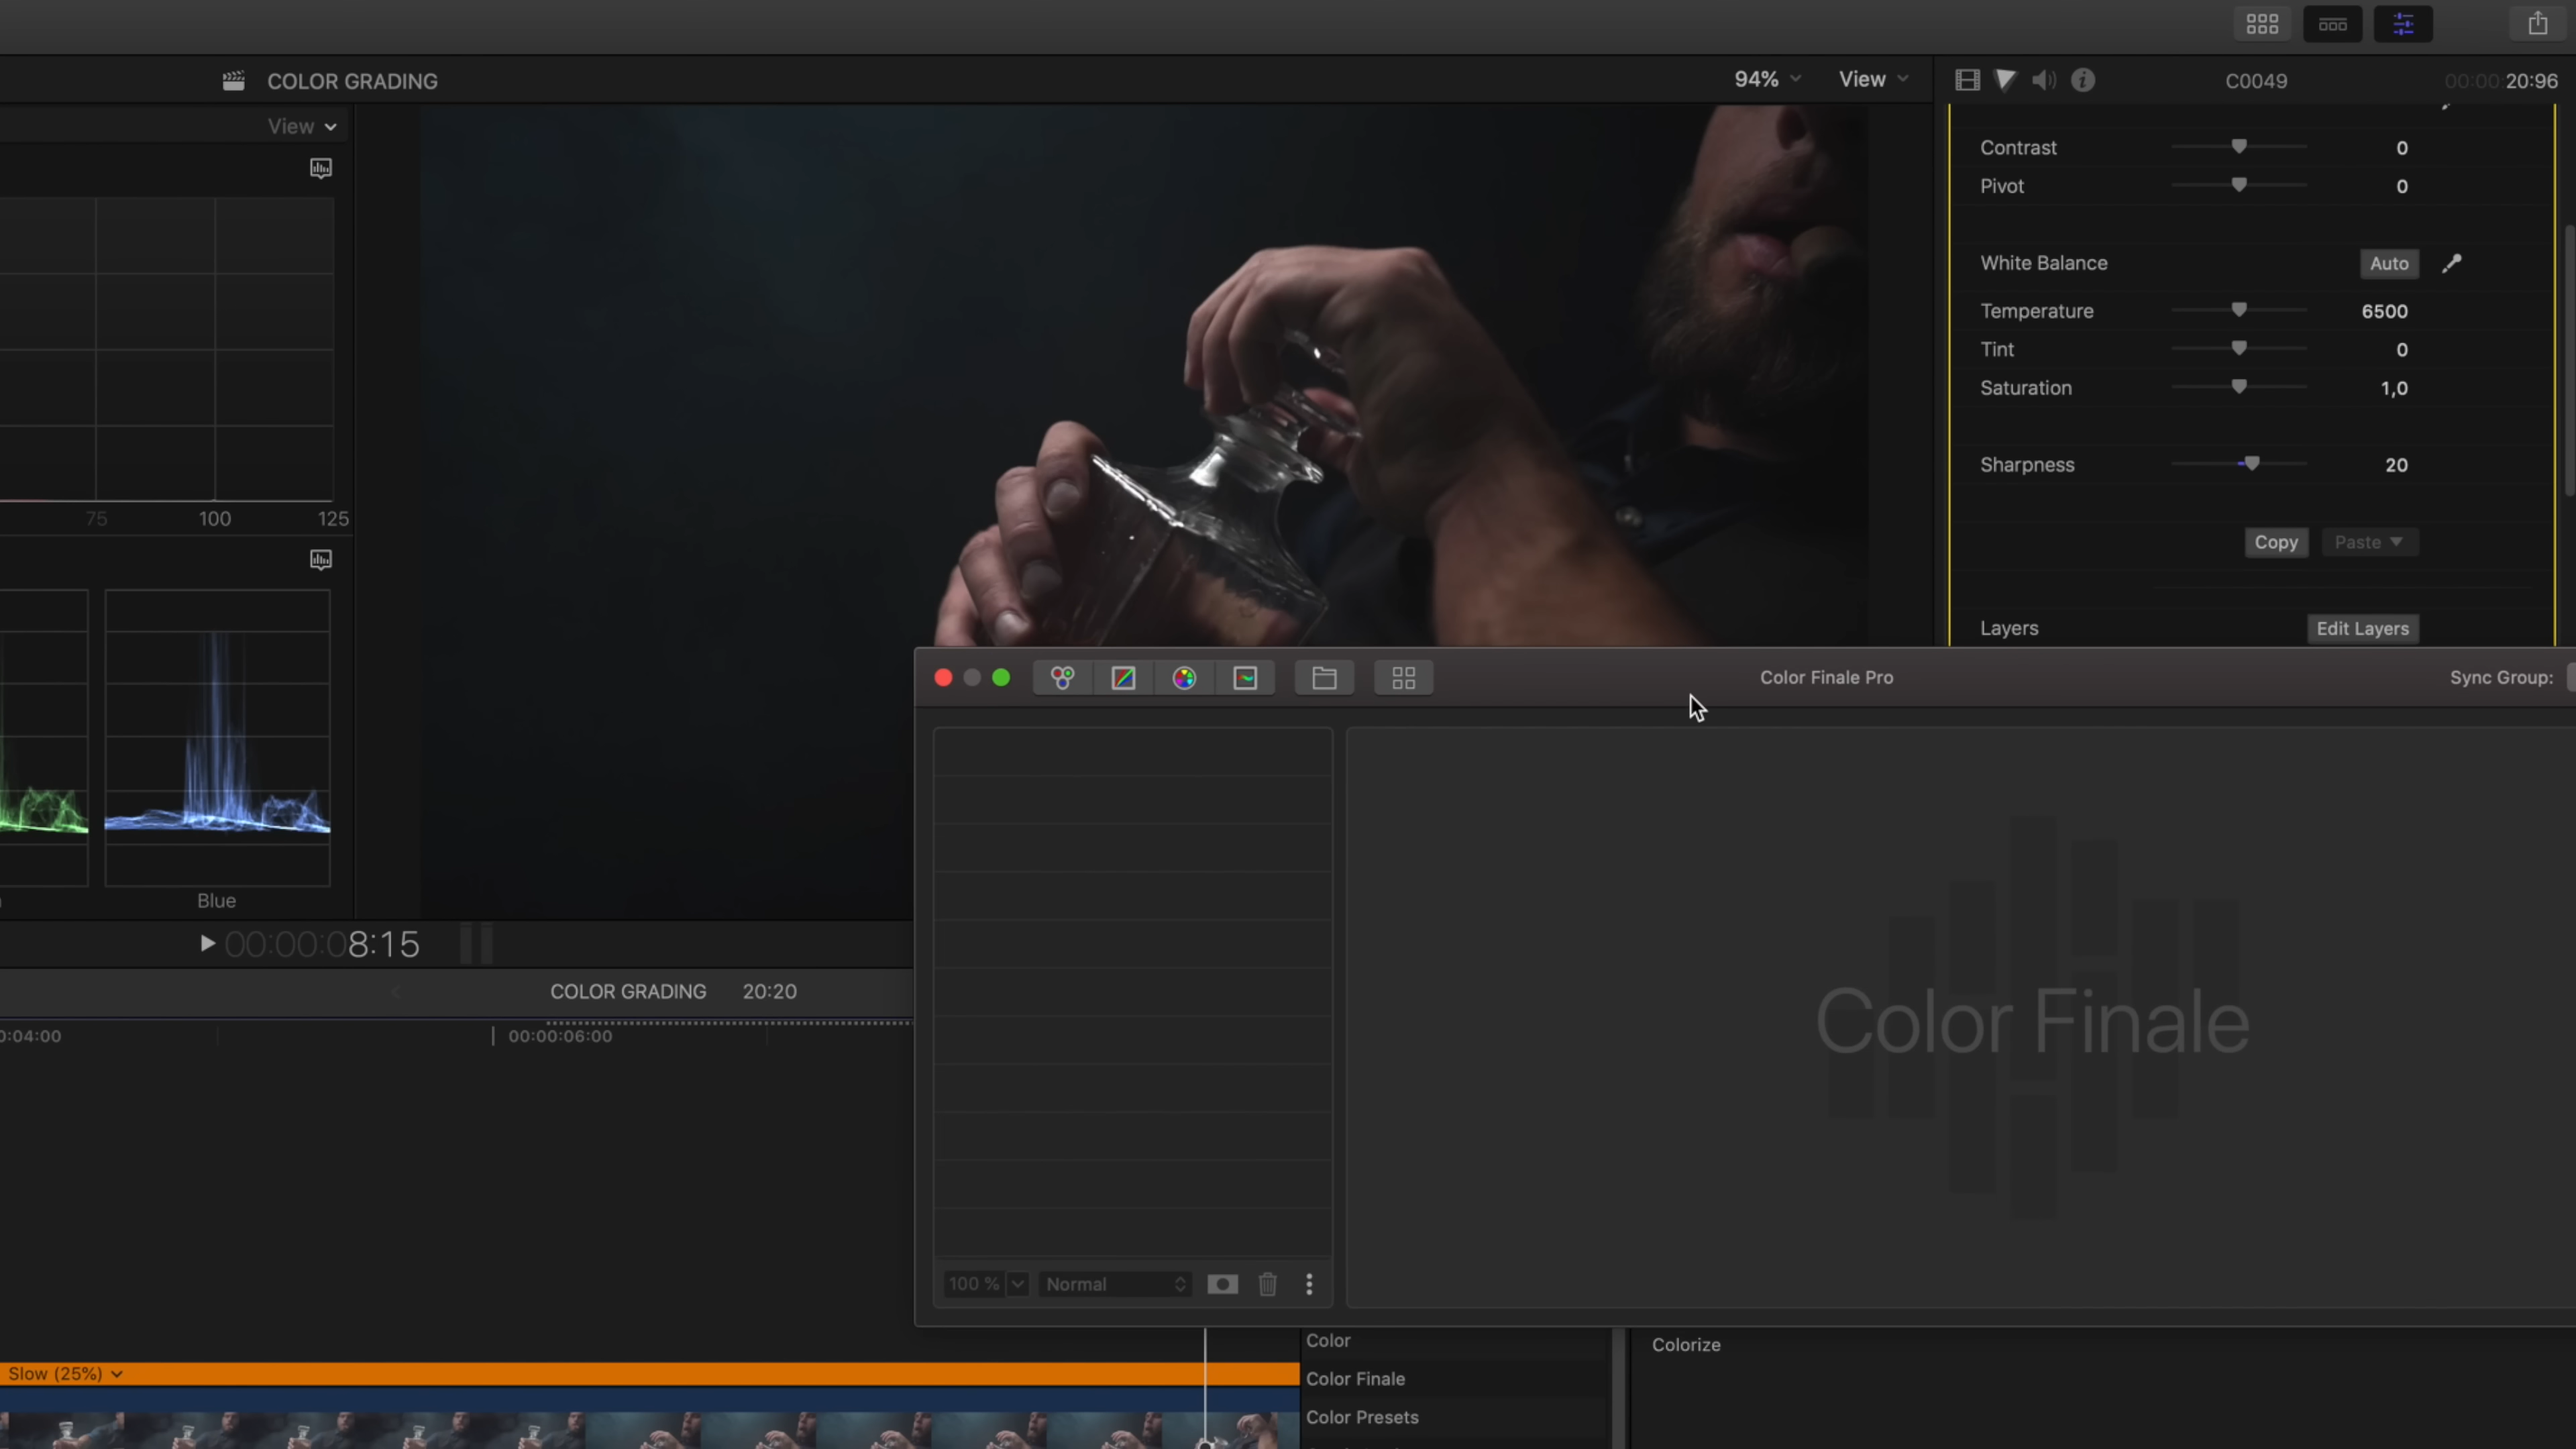 COLOR GRADING
94%
View
C0049
00:00:20:96
View
Contrast 0
Pivot 0
White Balance Auto
Temperature 6500
Tint 0
Saturation 1,0
Sharpness 20
Copy Paste
Layers Edit Layers
75 100 125
Blue
00:00:08:15
Color Finale Pro
Sync Group:
Color Finale
100 %
Normal
COLOR GRADING 20:20
0:04:00
00:00:06:00
Slow (25%)
Color
Color Finale
Color Presets
Colorize